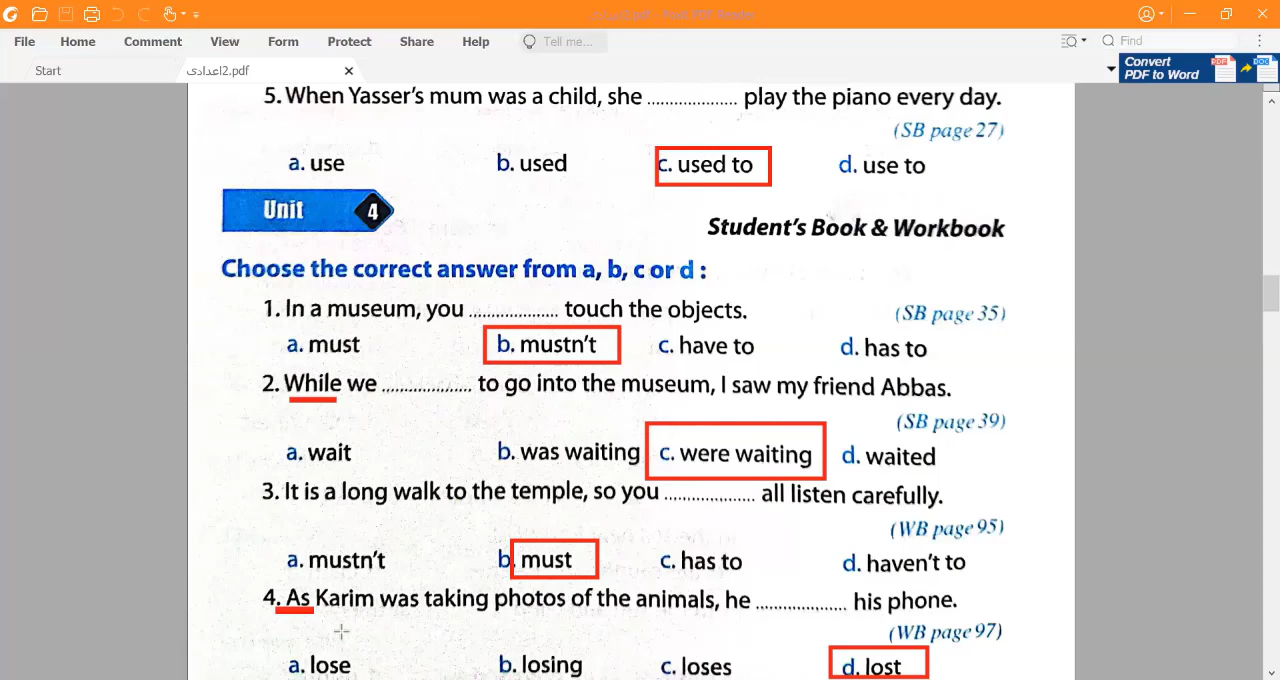 2اعدادى.pdf - Foxit PDF Reader
File Home Comment View Form Protect Share Help Tell me... Find
Start 2اعدادى.pdf
Convert
PDF to Word
5. When Yasser's mum was a child, she .................... play the piano every day.
(SB page 27)
a. use b. used c. used to d. use to
Unit 4
Student's Book & Workbook
Choose the correct answer from a, b, c or d :
1. In a museum, you .................... touch the objects.
(SB page 35)
a. must b. mustn't c. have to d. has to
2. While we .................... to go into the museum, I saw my friend Abbas.
(SB page 39)
a. wait b. was waiting c. were waiting d. waited
3. It is a long walk to the temple, so you .................... all listen carefully.
(WB page 95)
a. mustn't b. must c. has to d. haven't to
4. As Karim was taking photos of the animals, he .................... his phone.
(WB page 97)
a. lose b. losing c. loses d. lost